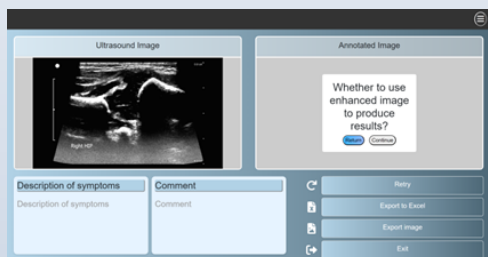 Ultrasound Image
Annotated Image
Right HIP
Whether to use
enhanced image
to produce
results?
Return
Continue
Description of symptoms
Description of symptoms
Comment
Comment
Retry
Export to Excel
Export image
Exit